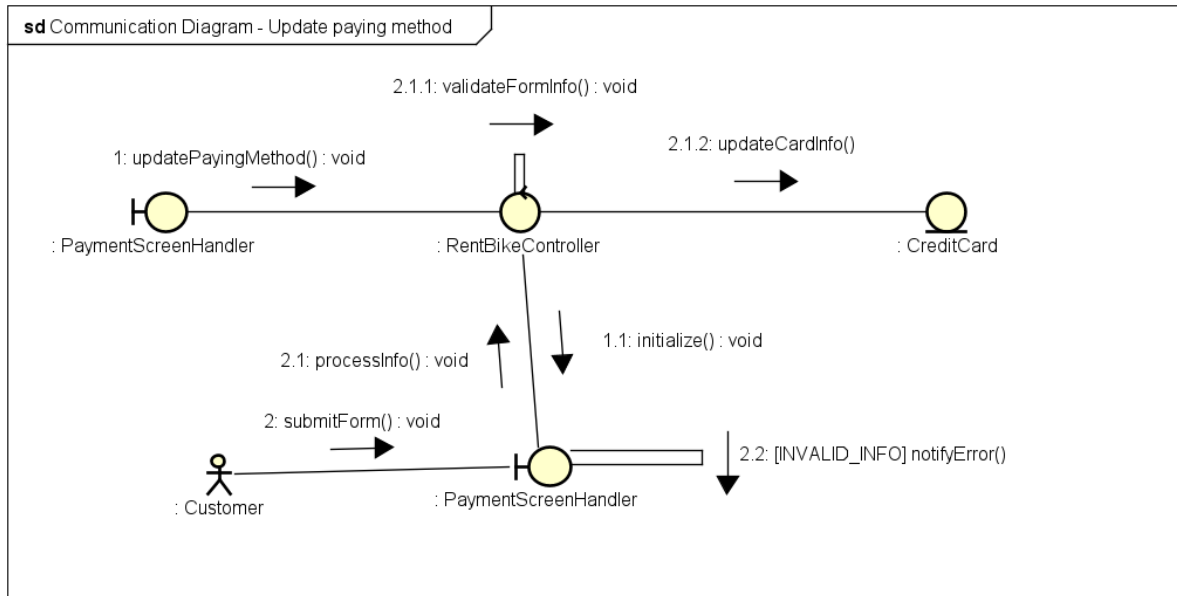 sd Communication Diagram - Update paying method
2.1.1: validateFormInfo() : void
2.1.2: updateCardInfo()
1: updatePayingMethod() : void
: PaymentScreenHandler
: RentBikeController
: CreditCard
1.1: initialize() : void
2.1: processInfo() : void
2: submitForm() : void
2.2: [INVALID_INFO] notifyError()
: PaymentScreenHandler
: Customer